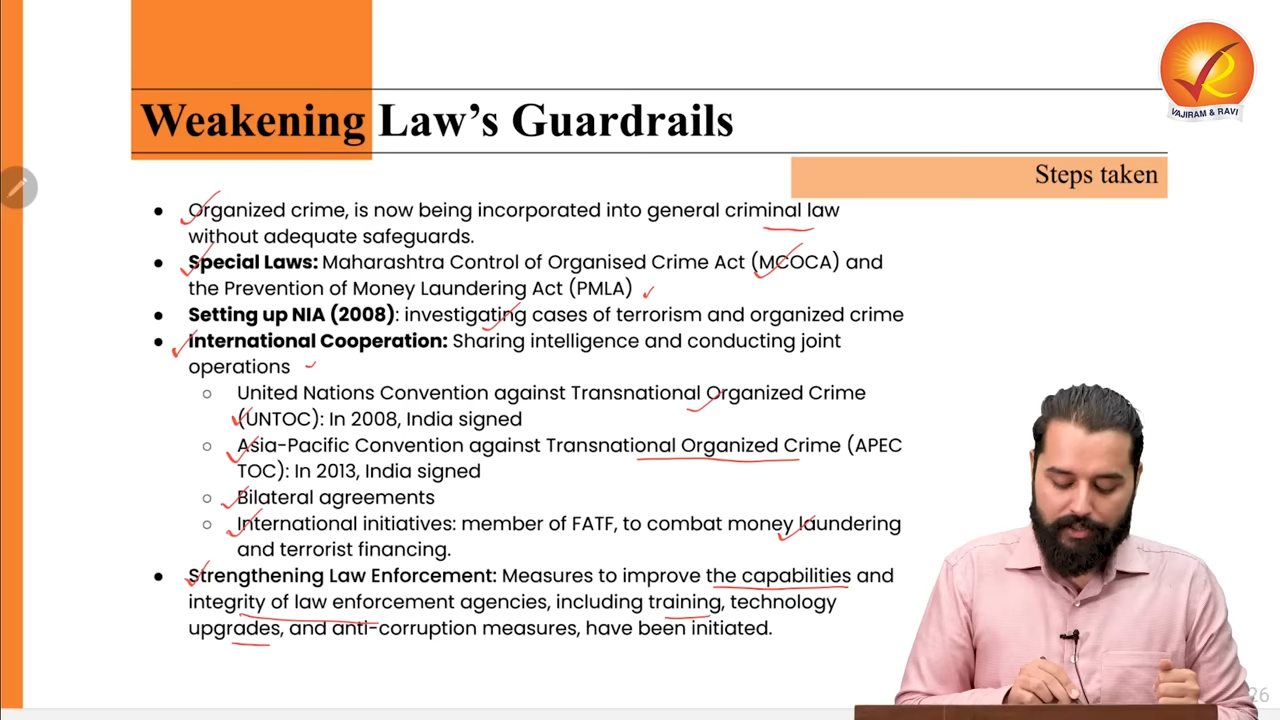 VAJIRAM & RAVI
Weakening Law's Guardrails
Steps taken
● Organized crime, is now being incorporated into general criminal law
without adequate safeguards.
● Special Laws: Maharashtra Control of Organised Crime Act (MCOCA) and
the Prevention of Money Laundering Act (PMLA)
● Setting up NIA (2008): investigating cases of terrorism and organized crime
● International Cooperation: Sharing intelligence and conducting joint
operations
○ United Nations Convention against Transnational Organized Crime
(UNTOC): In 2008, India signed
○ Asia-Pacific Convention against Transnational Organized Crime (APEC
TOC): In 2013, India signed
○ Bilateral agreements
○ International initiatives: member of FATF, to combat money laundering
and terrorist financing.
● Strengthening Law Enforcement: Measures to improve the capabilities and
integrity of law enforcement agencies, including training, technology
upgrades, and anti-corruption measures, have been initiated.
26